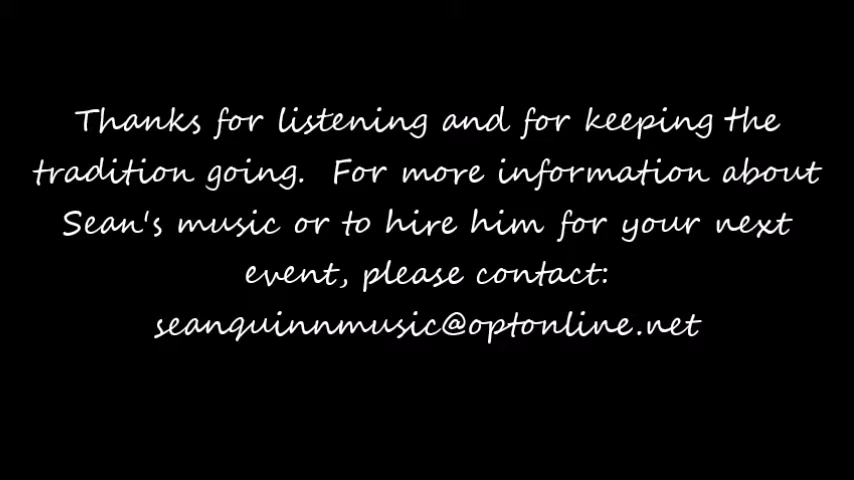 Thanks for listening and for keeping the
tradition going.  For more information about
Sean's music or to hire him for your next
event, please contact:
seanquinnmusic@optonline.net